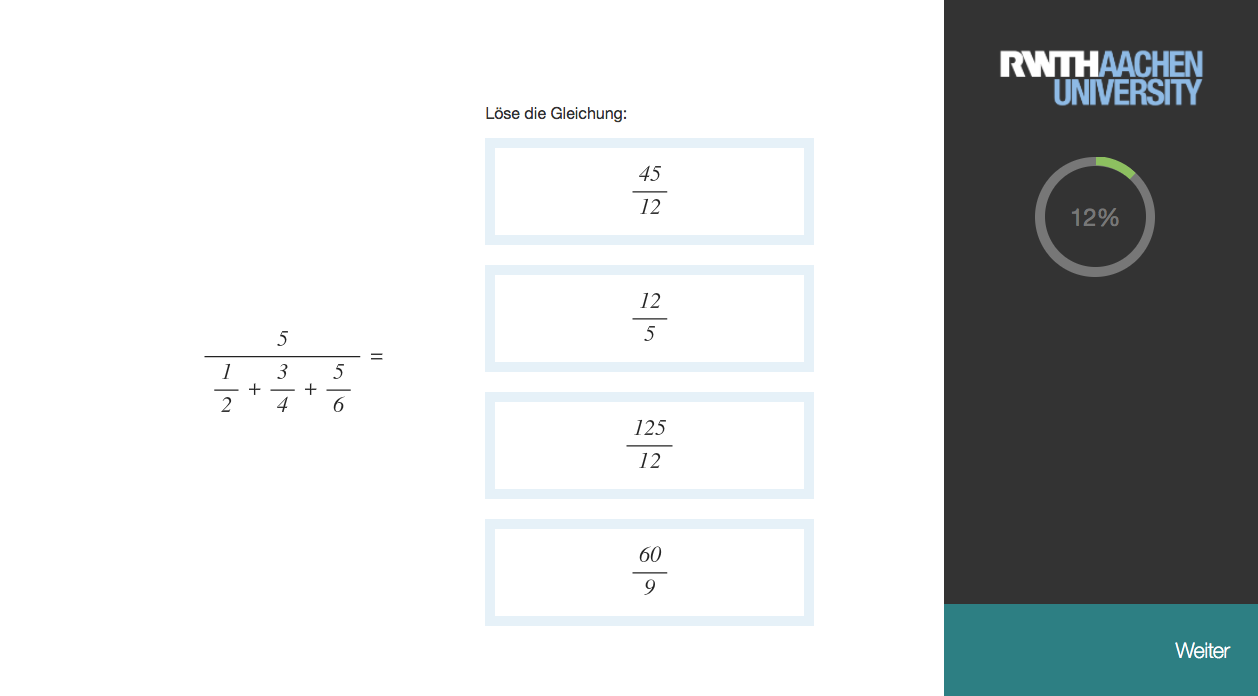 5
1/2 + 3/4 + 5/6 =
Löse die Gleichung:
45/12
12/5
125/12
60/9
RWTHAACHEN
UNIVERSITY
12%
Weiter